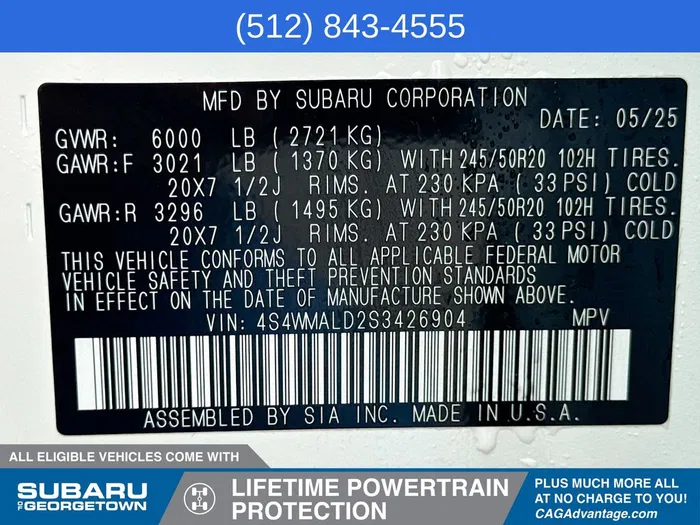 (512) 843-4555
MFD BY SUBARU CORPORATION
DATE: 05/25
GVWR: 6000 LB ( 2721 KG)
GAWR:F 3021 LB ( 1370 KG) WITH 245/50R20 102H TIRES.
20X7 1/2J RIMS. AT 230 KPA ( 33 PSI) COLD
GAWR:R 3296 LB ( 1495 KG) WITH 245/50R20 102H TIRES.
20X7 1/2J RIMS. AT 230 KPA ( 33 PSI) COLD
THIS VEHICLE CONFORMS TO ALL APPLICABLE FEDERAL MOTOR
VEHICLE SAFETY AND THEFT PREVENTION STANDARDS
IN EFFECT ON THE DATE OF MANUFACTURE SHOWN ABOVE.
VIN: 4S4WMALD2S3426904 MPV
ASSEMBLED BY SIA INC. MADE IN U.S.A.
ALL ELIGIBLE VEHICLES COME WITH
SUBARU
OF GEORGETOWN
LIFETIME POWERTRAIN
PROTECTION
PLUS MUCH MORE ALL
AT NO CHARGE TO YOU!
CAGAdvantage.com*